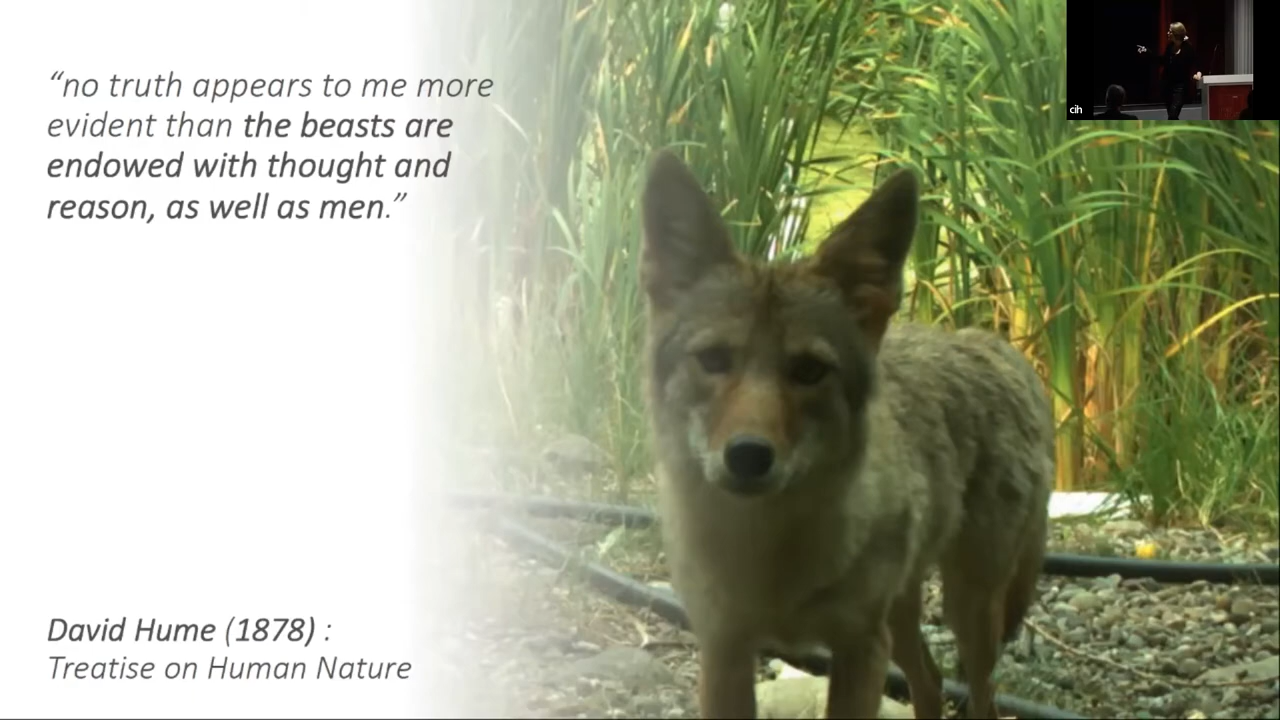 “no truth appears to me more
evident than the beasts are
endowed with thought and
reason, as well as men.”
David Hume (1878) :
Treatise on Human Nature
cih